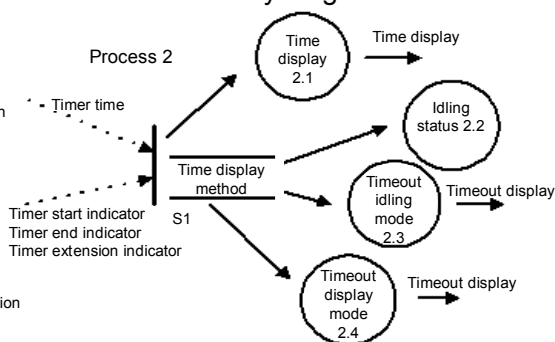 Process 2
Time
display
2.1
Time display
Timer time
Idling
status 2.2
Time display
method
S1
Timeout
idling
mode
2.3
Timeout display
Timer start indicator
Timer end indicator
Timer extension indicator
Timeout
display
mode
2.4
Timeout display